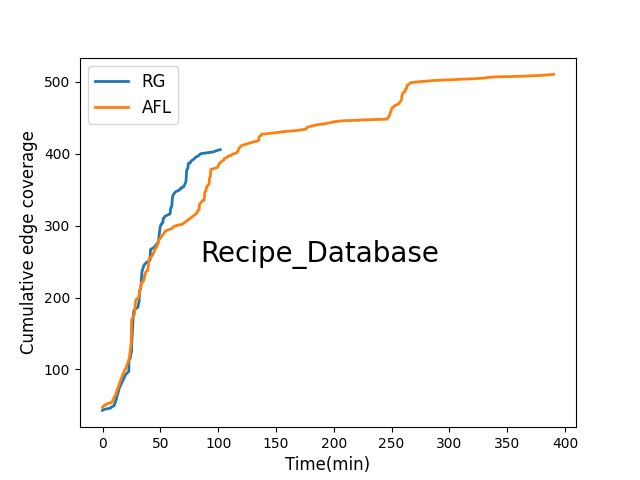 RG
AFL
500
400
300
200
100
Cumulative edge coverage
Recipe_Database
0 50 100 150 200 250 300 350 400
Time(min)